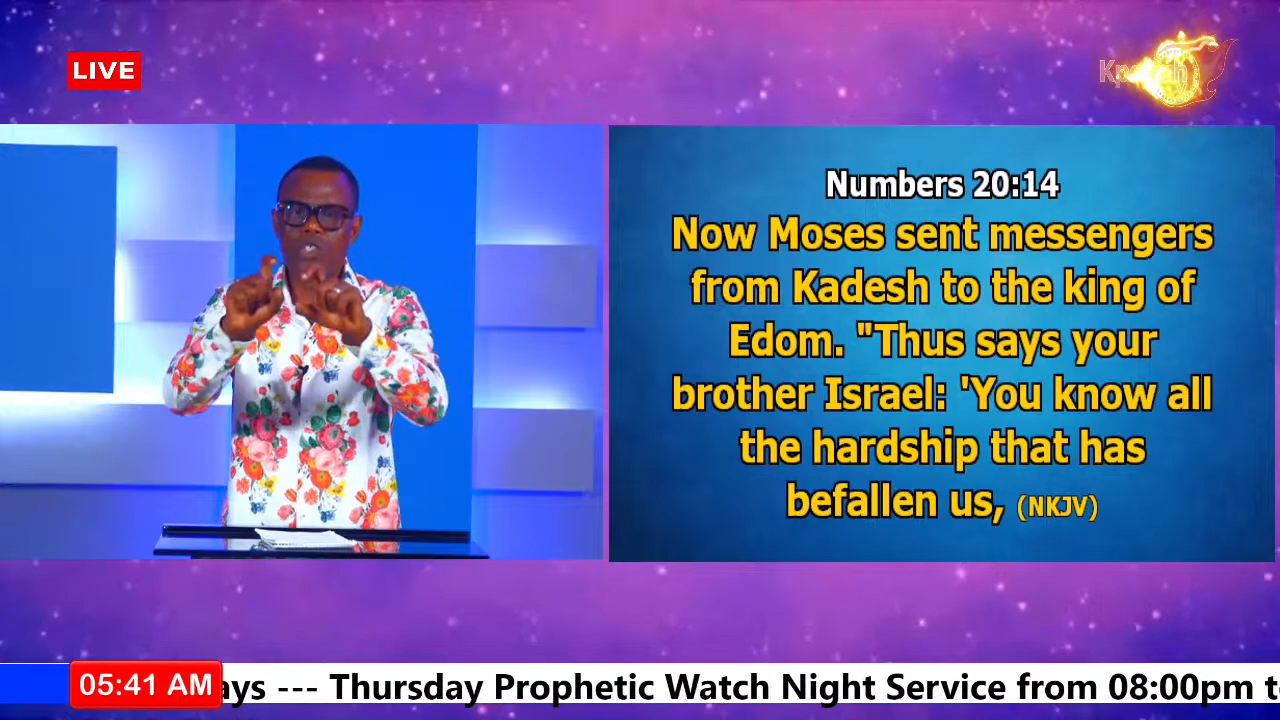 LIVE
Numbers 20:14
Now Moses sent messengers
from Kadesh to the king of
Edom. "Thus says your
brother Israel: 'You know all
the hardship that has
befallen us, (NKJV)
05:41 AM
ays --- Thursday Prophetic Watch Night Service from 08:00pm t